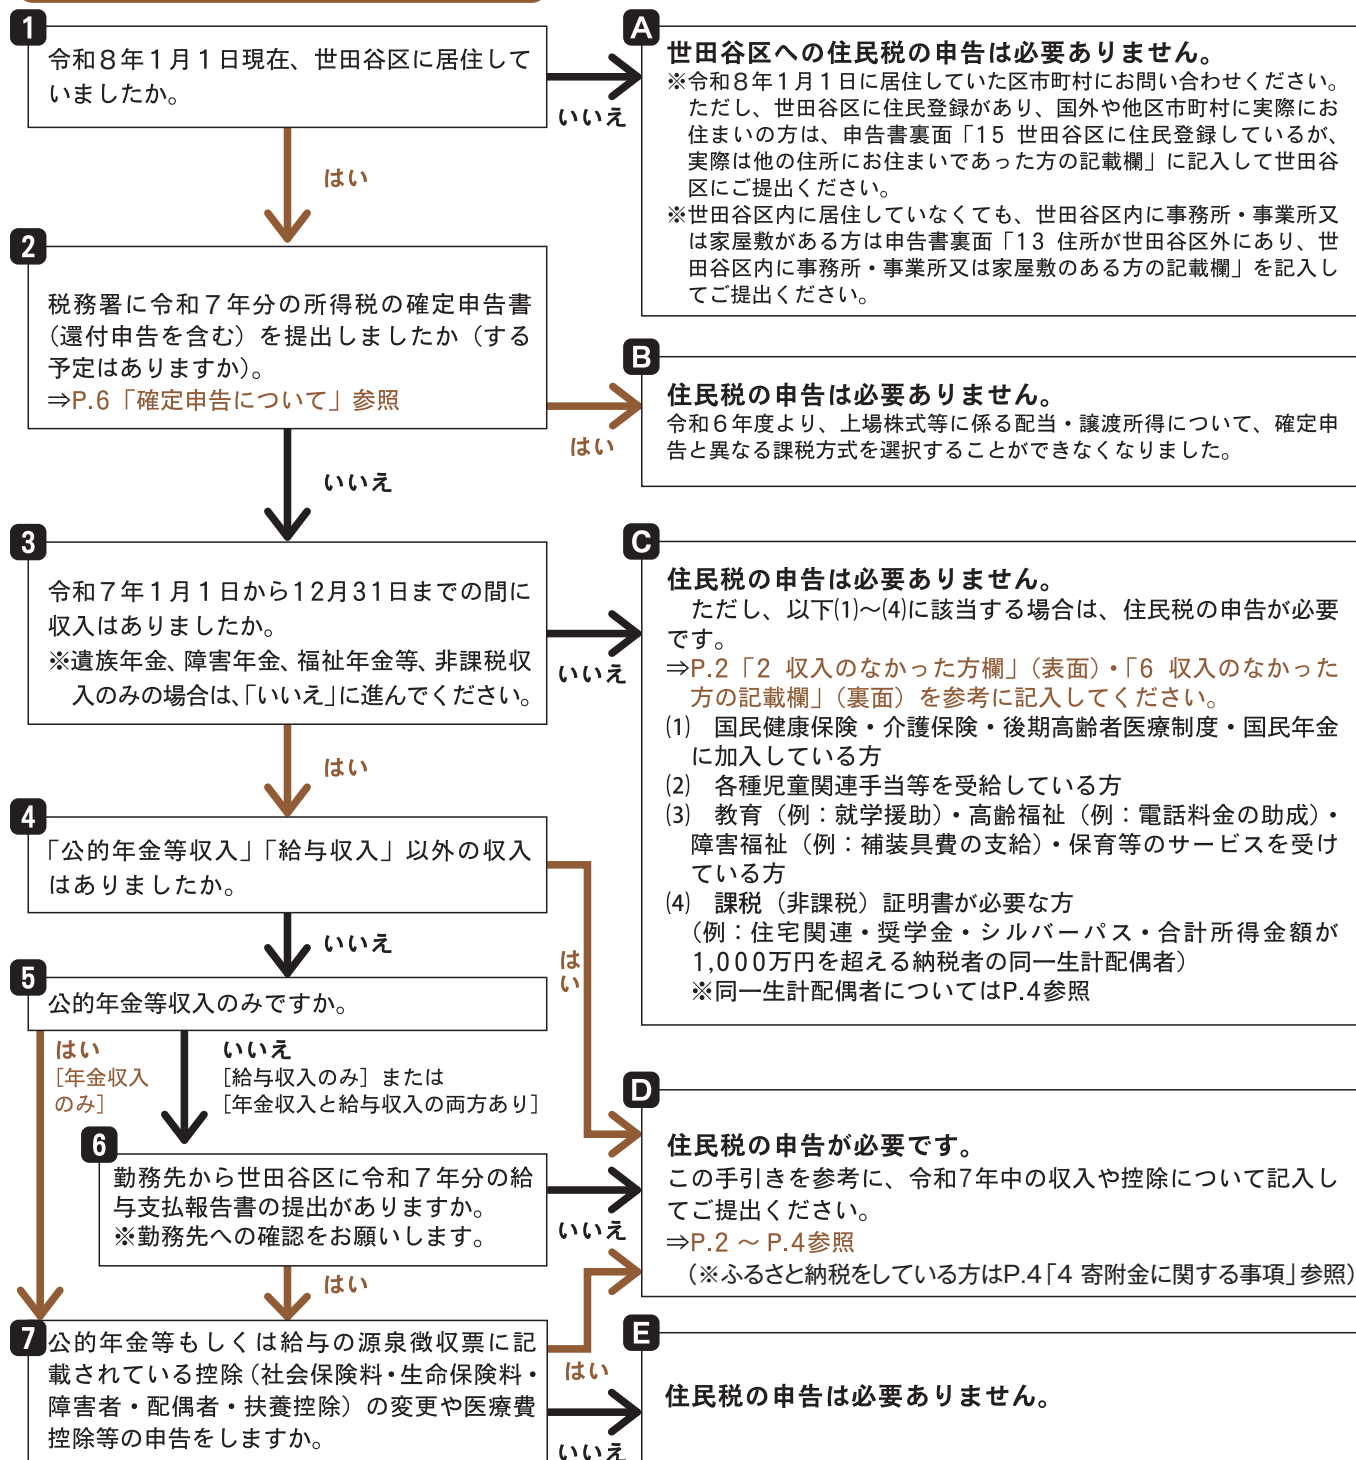 1
令和8年1月1日現在、世田谷区に居住して
いましたか。
いいえ
はい
A
世田谷区への住民税の申告は必要ありません。
※令和8年1月1日に居住していた区市町村にお問い合わせください。
ただし、世田谷区に住民登録があり、国外や他区市町村に実際にお
住まいの方は、申告書裏面「15 世田谷区に住民登録しているが、
実際は他の住所にお住まいであった方の記載欄」に記入して世田谷
区にご提出ください。
※世田谷区内に居住していなくても、世田谷区内に事務所・事業所又
は家屋敷がある方は申告書裏面「13 住所が世田谷区外にあり、世
田谷区内に事務所・事業所又は家屋敷のある方の記載欄」を記入し
てご提出ください。
2
税務署に令和7年分の所得税の確定申告書
(還付申告を含む)を提出しましたか(する
予定はありますか)。
⇒P.6「確定申告について」参照
はい
いいえ
B
住民税の申告は必要ありません。
令和6年度より、上場株式等に係る配当・譲渡所得について、確定申
告と異なる課税方式を選択することができなくなりました。
3
令和7年1月1日から12月31日までの間に
収入はありましたか。
※遺族年金、障害年金、福祉年金等、非課税収
入のみの場合は、「いいえ」に進んでください。
いいえ
はい
C
住民税の申告は必要ありません。
ただし、以下⑴~⑷に該当する場合は、住民税の申告が必要
です。
⇒P.2「2 収入のなかった方欄」(表面)・「6 収入のなかった
方の記載欄」(裏面)を参考に記入してください。
⑴ 国民健康保険・介護保険・後期高齢者医療制度・国民年金
に加入している方
⑵ 各種児童関連手当等を受給している方
⑶ 教育(例:就学援助)・高齢福祉(例:電話料金の助成)・
障害福祉(例:補装具費の支給)・保育等のサービスを受け
ている方
⑷ 課税(非課税)証明書が必要な方
(例:住宅関連・奨学金・シルバーパス・合計所得金額が
1,000万円を超える納税者の同一生計配偶者)
※同一生計配偶者についてはP.4参照
4
「公的年金等収入」「給与収入」以外の収入
はありましたか。
いいえ
はい
5
公的年金等収入のみですか。
はい
[年金収入
のみ]
いいえ
[給与収入のみ]または
[年金収入と給与収入の両方あり]
6
勤務先から世田谷区に令和7年分の給
与支払報告書の提出がありますか。
※勤務先への確認をお願いします。
いいえ
はい
D
住民税の申告が必要です。
この手引きを参考に、令和7年中の収入や控除について記入し
てご提出ください。
⇒P.2 ~ P.4参照
(※ふるさと納税をしている方はP.4「4 寄附金に関する事項」参照)
7
公的年金等もしくは給与の源泉徴収票に記
載されている控除(社会保険料・生命保険料・
障害者・配偶者・扶養控除)の変更や医療費
控除等の申告をしますか。
はい
いいえ
E
住民税の申告は必要ありません。